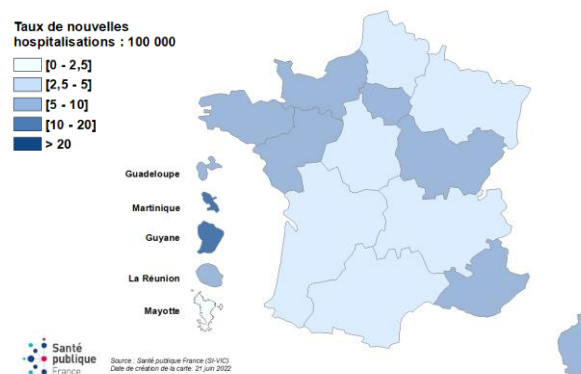 Taux de nouvelles
hospitalisations : 100 000
[0 - 2,5]
[2,5 - 5]
[5 - 10]
[10 - 20]
> 20
Guadeloupe
Martinique
Guyane
La Réunion
Mayotte
Santé
publique
France
Source : Santé publique France (SI-VIC)
Date de création de la carte: 21 juin 2022